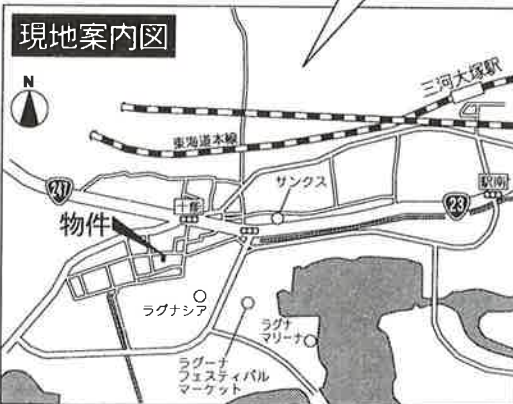 現地案内図
N
三河大塚駅
東海道本線
247
サンクス
23
駅南
物件
ラグナシア
ラグナ
マリーナ
ラグーナ
フェスティバル
マーケット